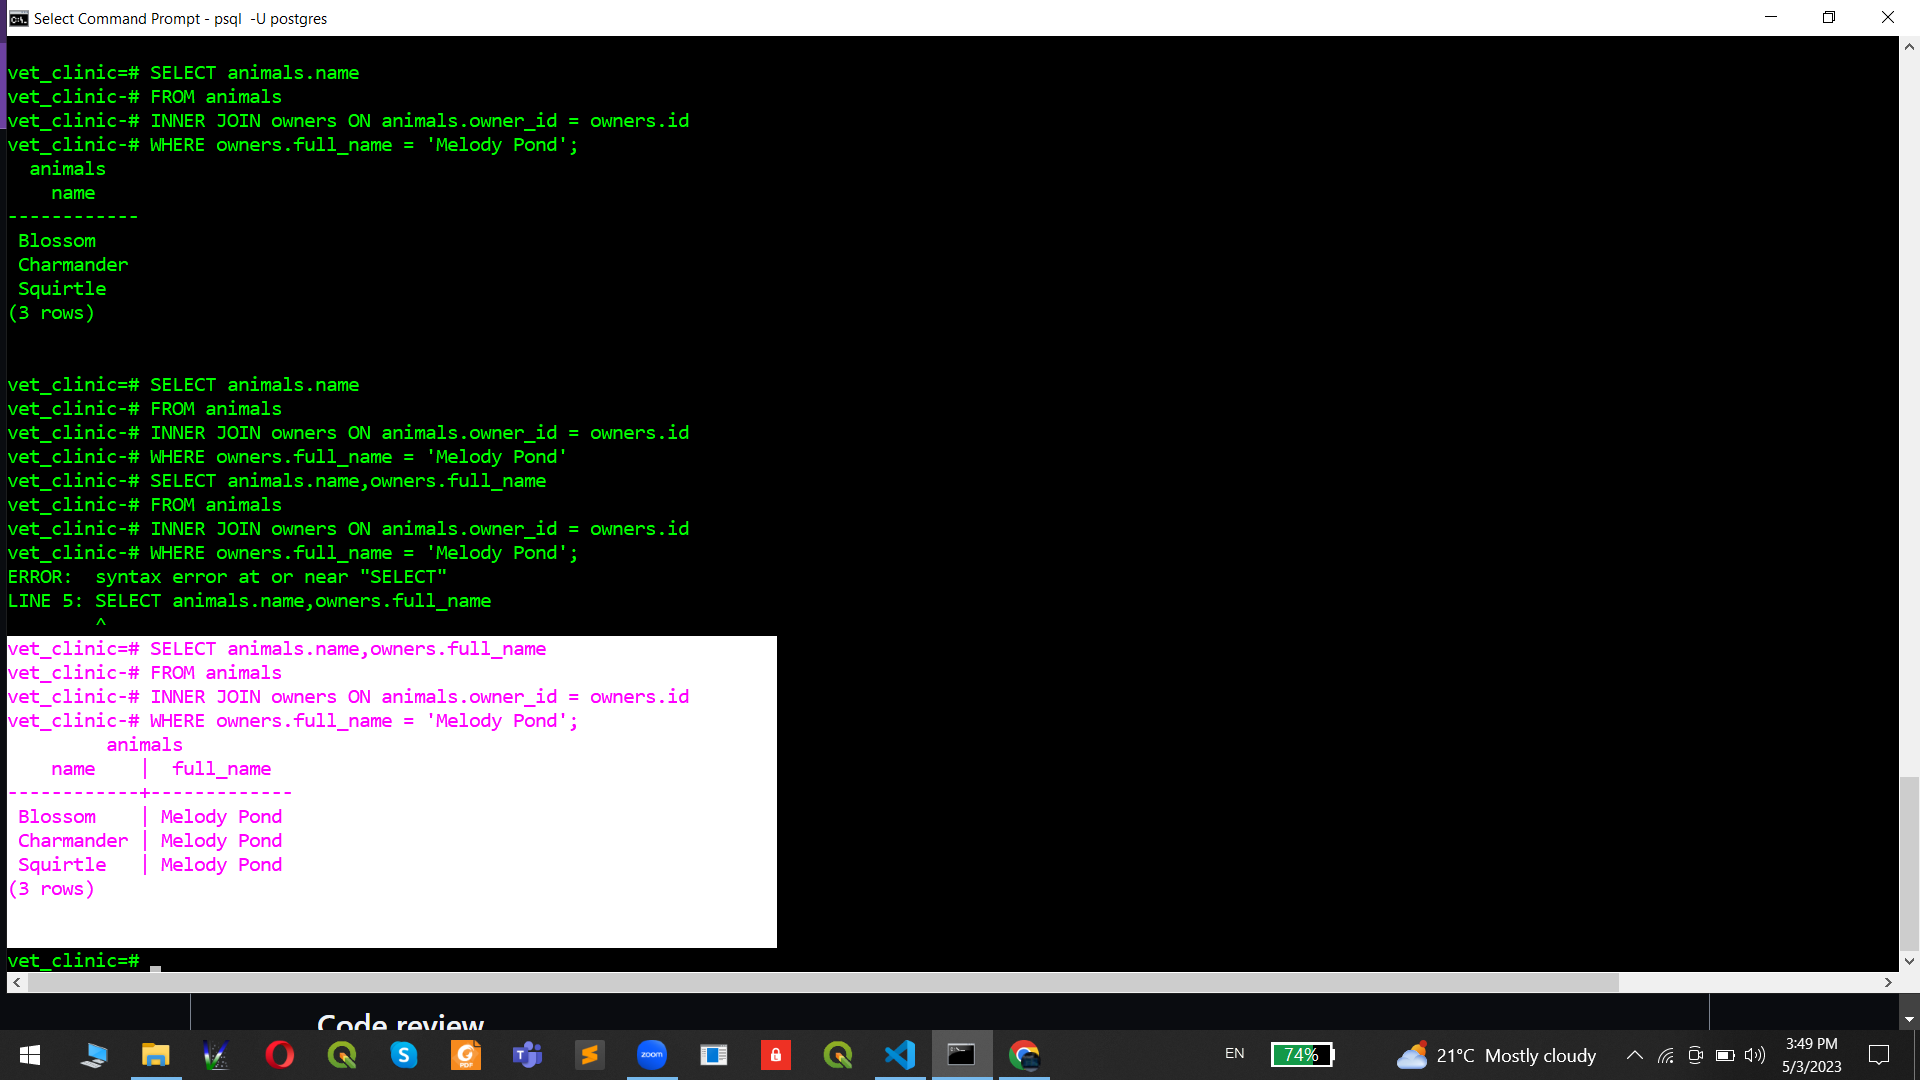 Select Command Prompt - psql  -U postgres
vet_clinic=# SELECT animals.name
vet_clinic-# FROM animals
vet_clinic-# INNER JOIN owners ON animals.owner_id = owners.id
vet_clinic-# WHERE owners.full_name = 'Melody Pond';
  animals
    name
------------
 Blossom
 Charmander
 Squirtle
(3 rows)
vet_clinic=# SELECT animals.name
vet_clinic-# FROM animals
vet_clinic-# INNER JOIN owners ON animals.owner_id = owners.id
vet_clinic-# WHERE owners.full_name = 'Melody Pond'
vet_clinic-# SELECT animals.name,owners.full_name
vet_clinic-# FROM animals
vet_clinic-# INNER JOIN owners ON animals.owner_id = owners.id
vet_clinic-# WHERE owners.full_name = 'Melody Pond';
ERROR:  syntax error at or near "SELECT"
LINE 5: SELECT animals.name,owners.full_name
        ^
vet_clinic=# SELECT animals.name,owners.full_name
vet_clinic-# FROM animals
vet_clinic-# INNER JOIN owners ON animals.owner_id = owners.id
vet_clinic-# WHERE owners.full_name = 'Melody Pond';
         animals
    name    |  full_name
------------+-------------
 Blossom    | Melody Pond
 Charmander | Melody Pond
 Squirtle   | Melody Pond
(3 rows)
vet_clinic=#
Code review
zoom
EN
74%
21°C  Mostly cloudy
3:49 PM
5/3/2023